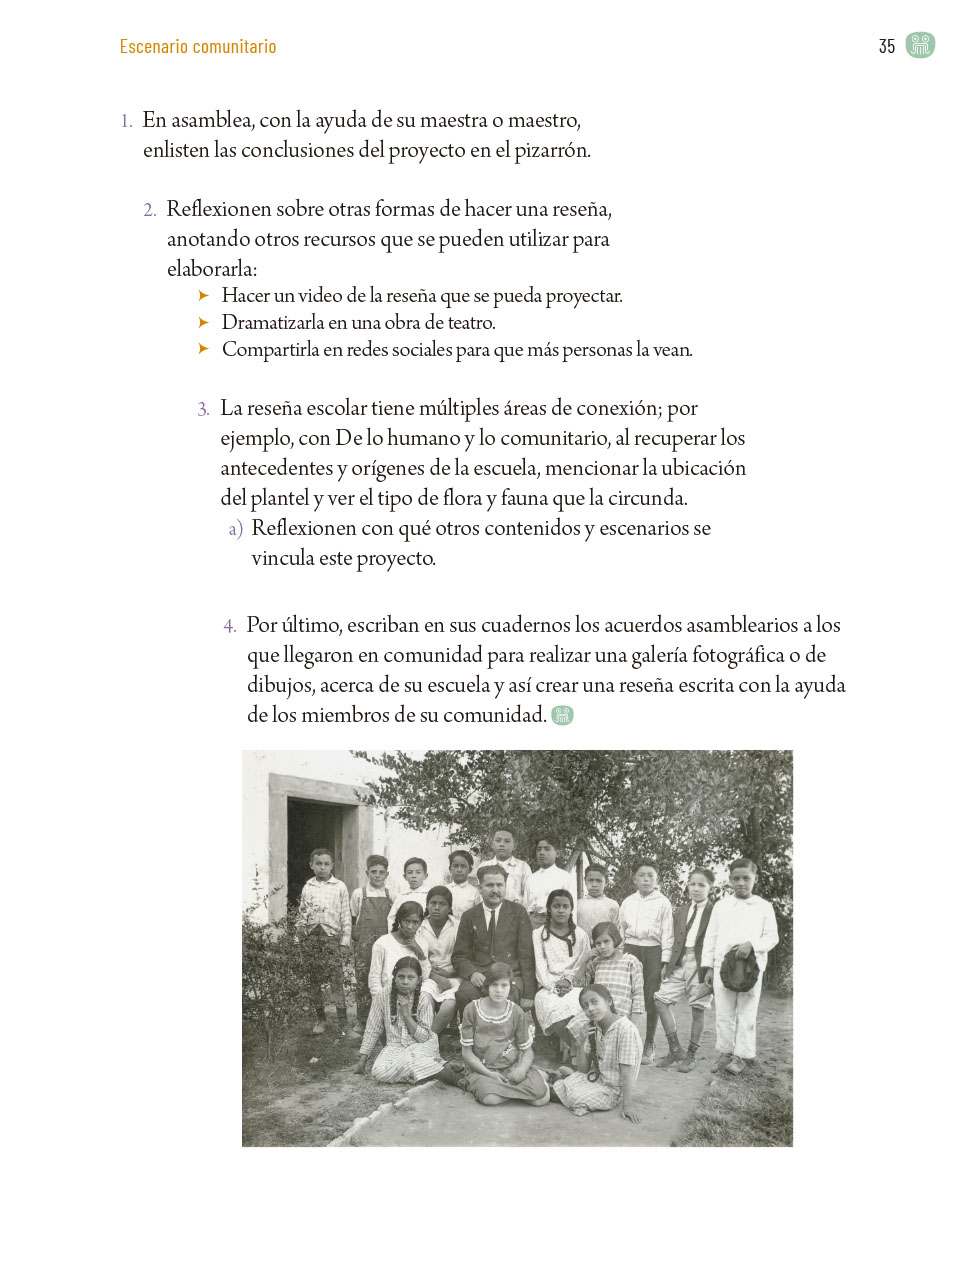 Escenario comunitario
35
1. En asamblea, con la ayuda de su maestra o maestro,
enlisten las conclusiones del proyecto en el pizarrón.
2. Reflexionen sobre otras formas de hacer una reseña,
anotando otros recursos que se pueden utilizar para
elaborarla:
➤ Hacer un video de la reseña que se pueda proyectar.
➤ Dramatizarla en una obra de teatro.
➤ Compartirla en redes sociales para que más personas la vean.
3. La reseña escolar tiene múltiples áreas de conexión; por
ejemplo, con De lo humano y lo comunitario, al recuperar los
antecedentes y orígenes de la escuela, mencionar la ubicación
del plantel y ver el tipo de flora y fauna que la circunda.
a) Reflexionen con qué otros contenidos y escenarios se
vincula este proyecto.
4. Por último, escriban en sus cuadernos los acuerdos asamblearios a los
que llegaron en comunidad para realizar una galería fotográfica o de
dibujos, acerca de su escuela y así crear una reseña escrita con la ayuda
de los miembros de su comunidad.